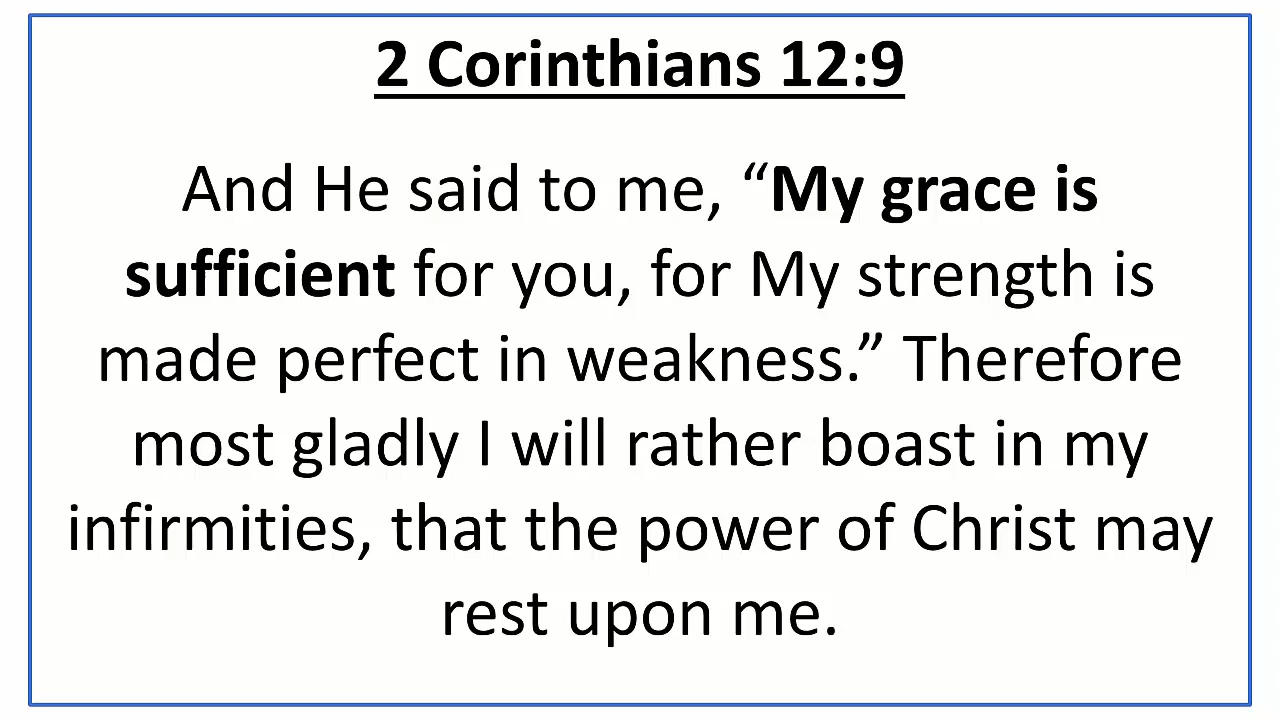 2 Corinthians 12:9
And He said to me, “My grace is
sufficient for you, for My strength is
made perfect in weakness.” Therefore
most gladly I will rather boast in my
infirmities, that the power of Christ may
rest upon me.